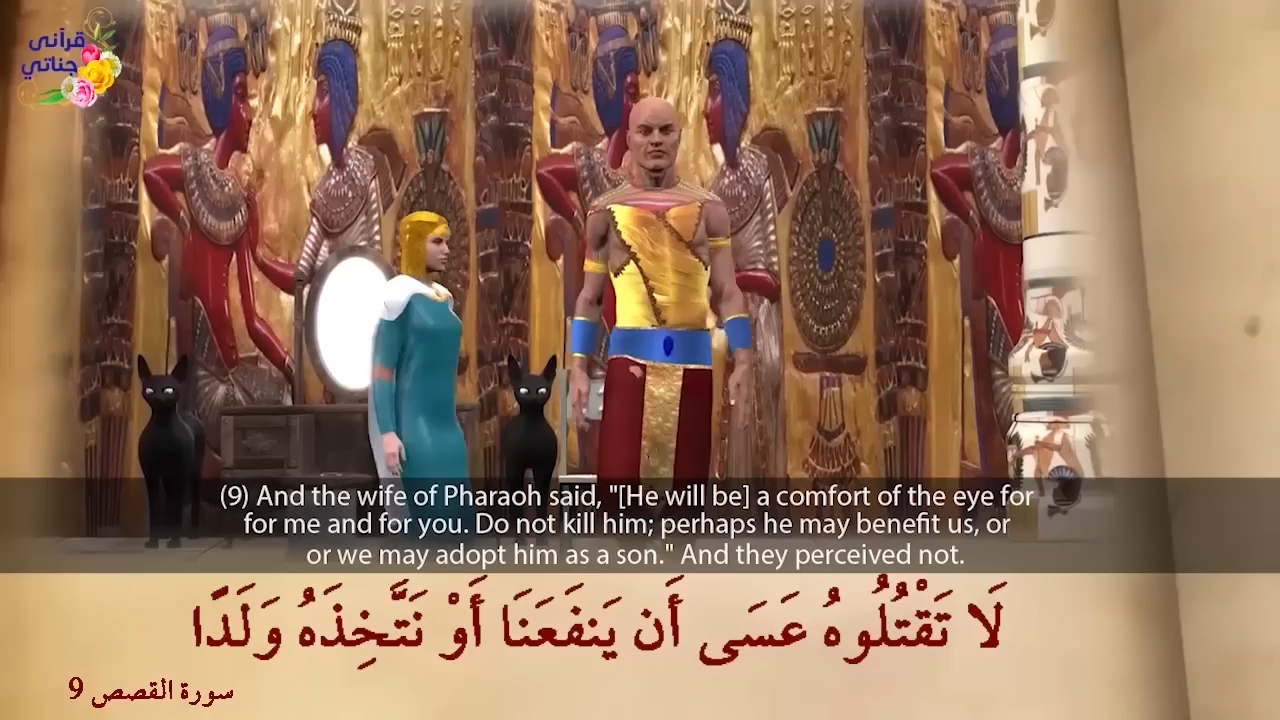 قرآنى
جناتي
(9) And the wife of Pharaoh said, "[He will be] a comfort of the eye for
for me and for you. Do not kill him; perhaps he may benefit us, or
or we may adopt him as a son." And they perceived not.
لَا تَقْتُلُوهُ عَسَى أَن يَنفَعَنَا أَوْ نَتَّخِذَهُ وَلَدًا
سورة القصص 9